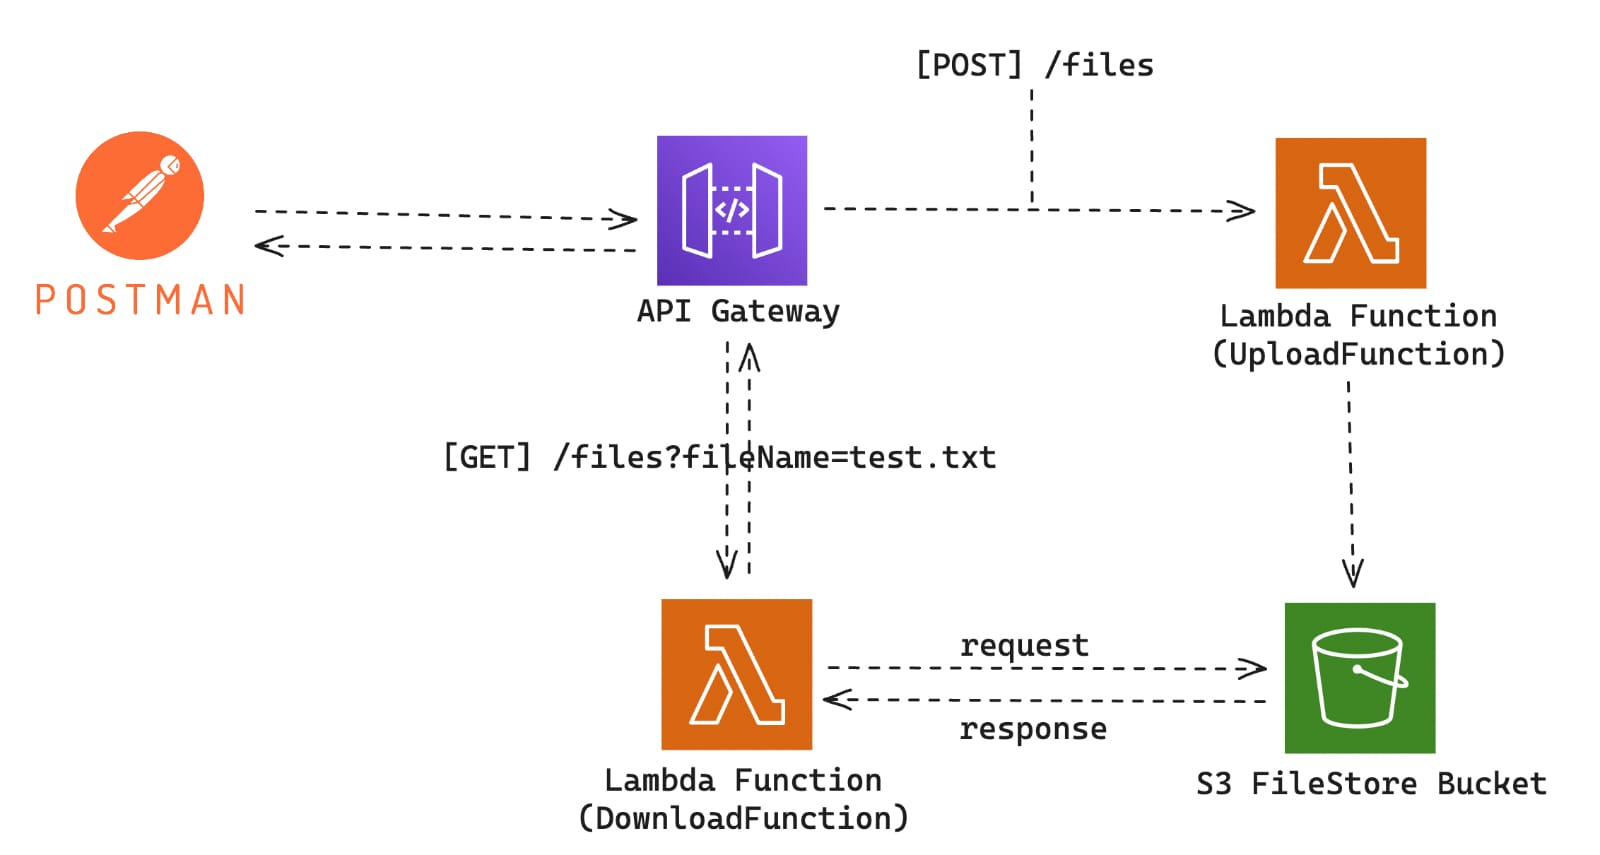 [POST] /files
POSTMAN
</>
API Gateway
Lambda Function
(UploadFunction)
[GET] /files?fileName=test.txt
request
response
Lambda Function
(DownloadFunction)
S3 FileStore Bucket